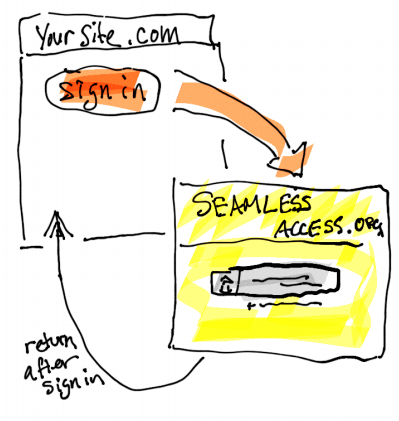 YourSite.com
sign in
SEAMLESS
ACCESS.ORG
return
after
sign in